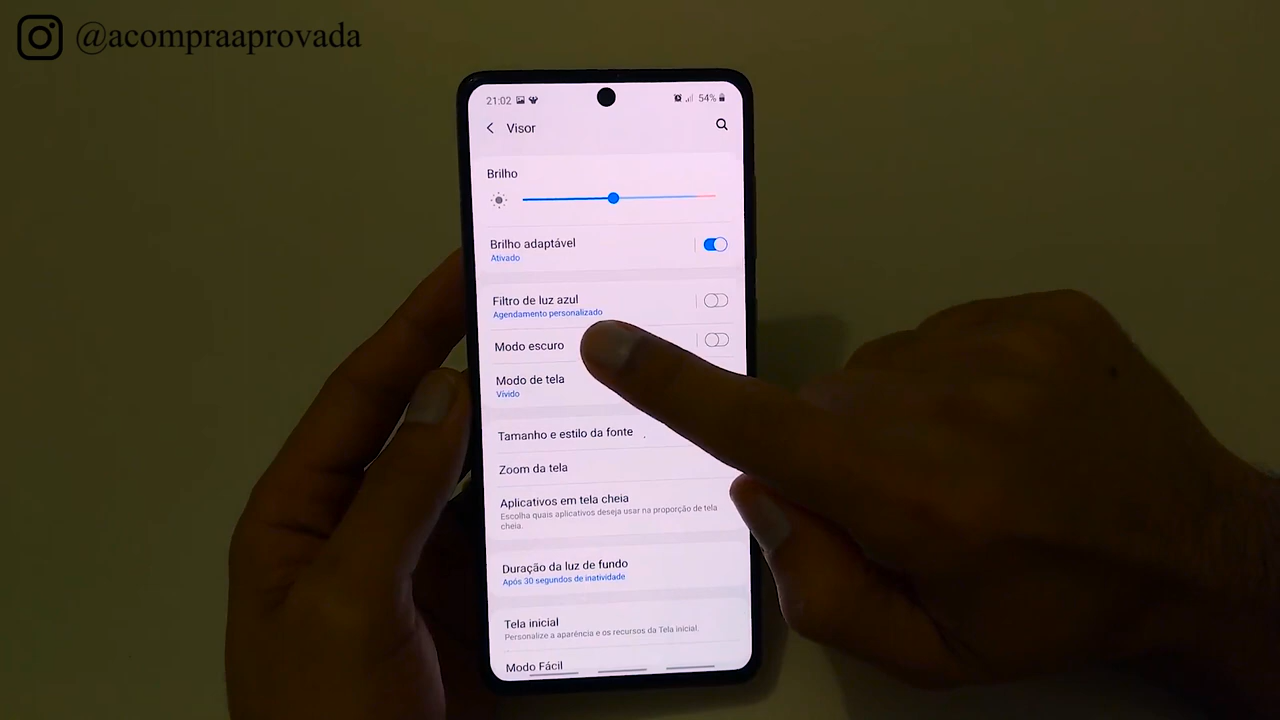 @acompraaprovada
21:02
54%
Visor
Brilho
Brilho adaptável
Ativado
Filtro de luz azul
Agendamento personalizado
Modo escuro
Modo de tela
Vívido
Tamanho e estilo da fonte
Zoom da tela
Aplicativos em tela cheia
Escolha quais aplicativos deseja usar na proporção de tela
cheia.
Duração da luz de fundo
Após 30 segundos de inatividade
Tela inicial
Personalize a aparência e os recursos da Tela inicial.
Modo Fácil